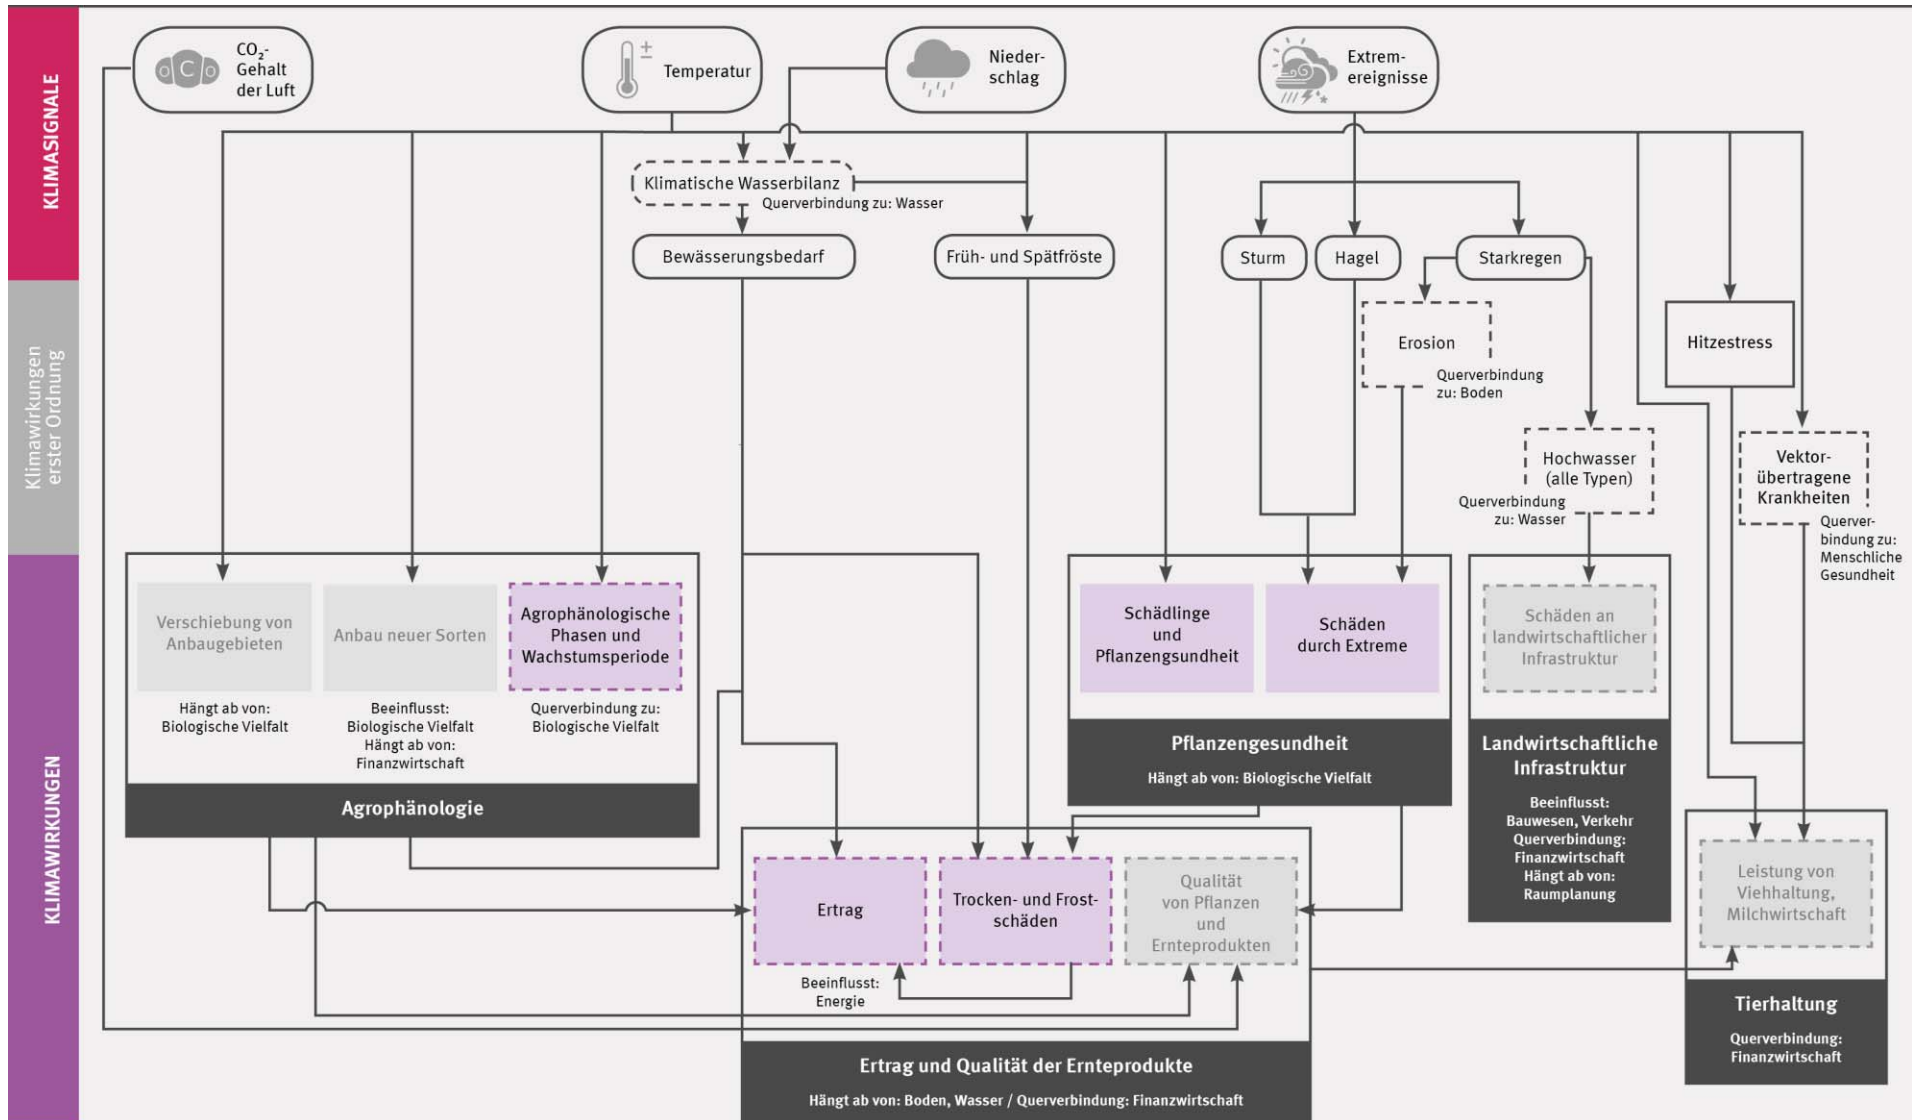 KLIMASIGNALE
CO₂-
Gehalt
der Luft
Temperatur
Nieder-
schlag
Extrem-
ereignisse
Klimatische Wasserbilanz
Querverbindung zu: Wasser
Bewässerungsbedarf
Früh- und Spätfröste
Sturm
Hagel
Starkregen
Klimawirkungen
erster Ordnung
Erosion
Querverbindung
zu: Boden
Hitzestress
Hochwasser
(alle Typen)
Querverbindung
zu: Wasser
Vektor-
übertragene
Krankheiten
Querver-
bindung zu:
Menschliche
Gesundheit
KLIMAWIRKUNGEN
Verschiebung von
Anbaugebieten
Hängt ab von:
Biologische Vielfalt
Anbau neuer Sorten
Beeinflusst:
Biologische Vielfalt
Hängt ab von:
Finanzwirtschaft
Agrophänologische
Phasen und
Wachstumsperiode
Querverbindung zu:
Biologische Vielfalt
Agrophänologie
Schädlinge
und
Pflanzengsundheit
Schäden
durch Extreme
Pflanzengesundheit
Hängt ab von: Biologische Vielfalt
Schäden an
landwirtschaftlicher
Infrastruktur
Landwirtschaftliche
Infrastruktur
Beeinflusst:
Bauwesen, Verkehr
Querverbindung:
Finanzwirtschaft
Hängt ab von:
Raumplanung
Ertrag
Trocken- und Frost-
schäden
Qualität
von Pflanzen
und
Ernteprodukten
Beeinflusst:
Energie
Ertrag und Qualität der Ernteprodukte
Hängt ab von: Boden, Wasser / Querverbindung: Finanzwirtschaft
Leistung von
Viehhaltung,
Milchwirtschaft
Tierhaltung
Querverbindung:
Finanzwirtschaft